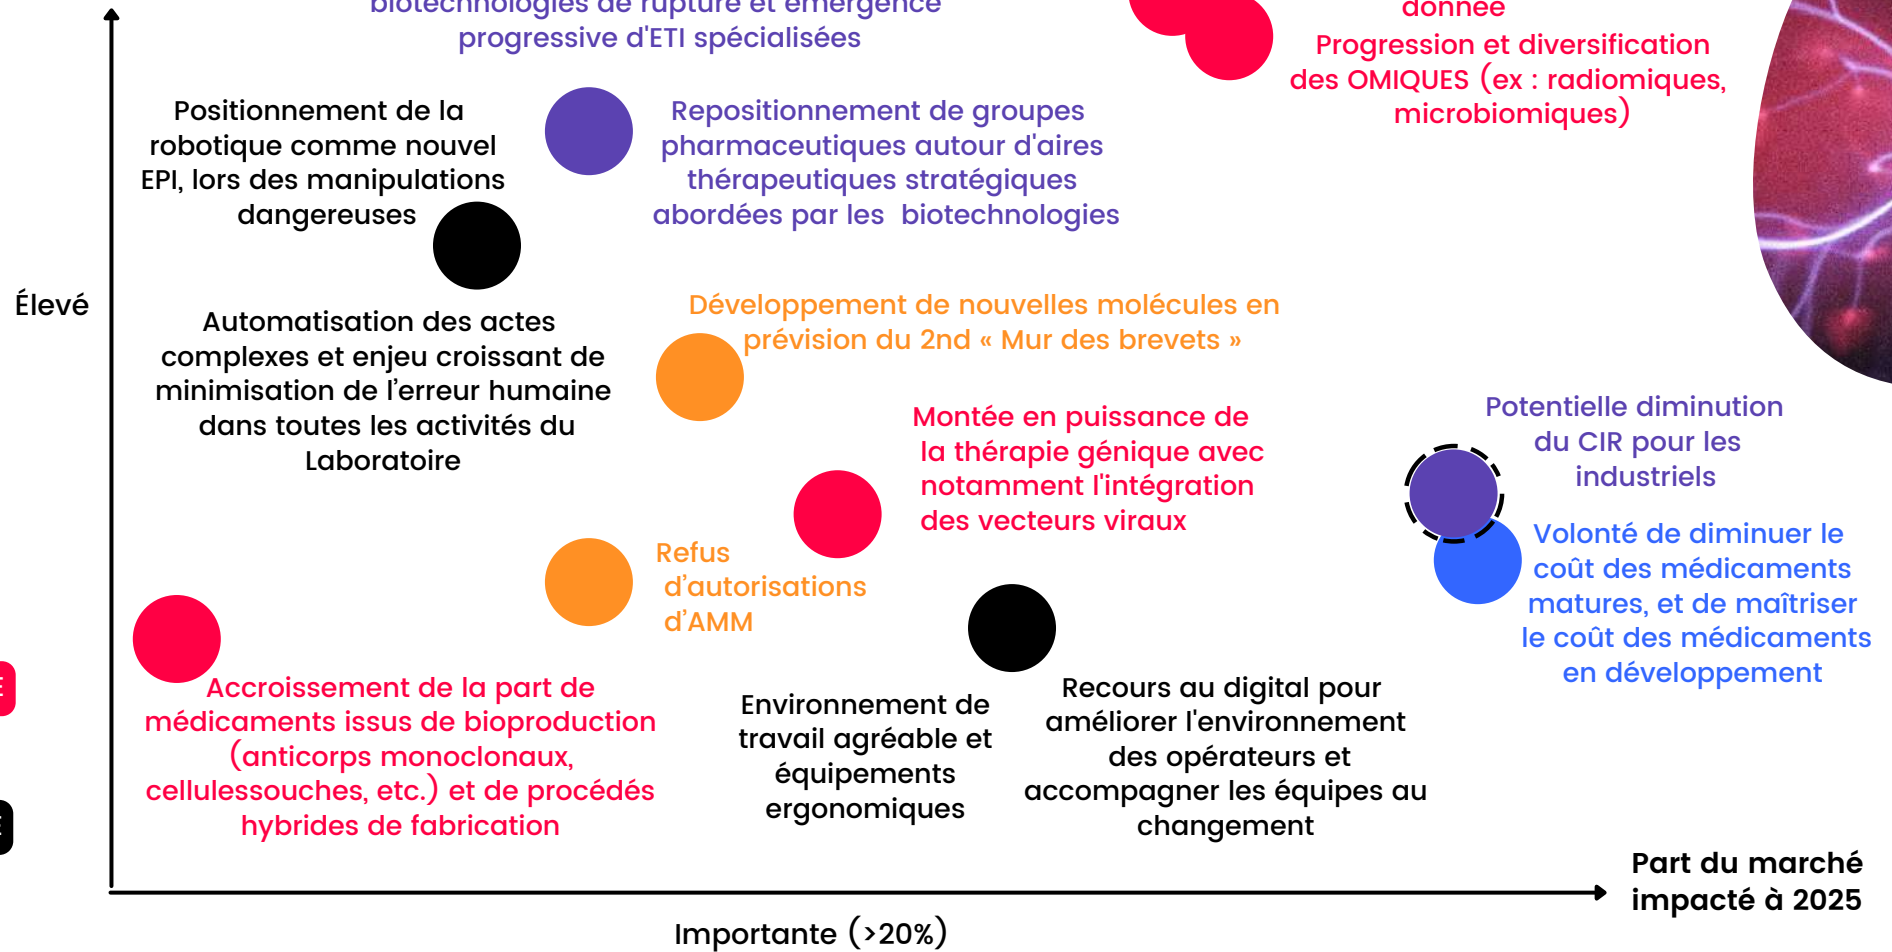 biotechnologies de rupture et émergence
progressive d'ETI spécialisées
donnée
Progression et diversification
des OMIQUES (ex : radiomiques,
microbiomiques)
Positionnement de la
robotique comme nouvel
EPI, lors des manipulations
dangereuses
Repositionnement de groupes
pharmaceutiques autour d'aires
thérapeutiques stratégiques
abordées par les  biotechnologies
Élevé
Automatisation des actes
complexes et enjeu croissant de
minimisation de l’erreur humaine
dans toutes les activités du
Laboratoire
Développement de nouvelles molécules en
prévision du 2nd « Mur des brevets »
Montée en puissance de
la thérapie génique avec
notamment l'intégration
des vecteurs viraux
Potentielle diminution
du CIR pour les
industriels
Volonté de diminuer le
coût des médicaments
matures, et de maîtriser
le coût des médicaments
en développement
Refus
d’autorisations
d’AMM
Accroissement de la part de
médicaments issus de bioproduction
(anticorps monoclonaux,
cellulessouches, etc.) et de procédés
hybrides de fabrication
Environnement de
travail agréable et
équipements
ergonomiques
Recours au digital pour
améliorer l'environnement
des opérateurs et
accompagner les équipes au
changement
Part du marché
impacté à 2025
Importante (>20%)